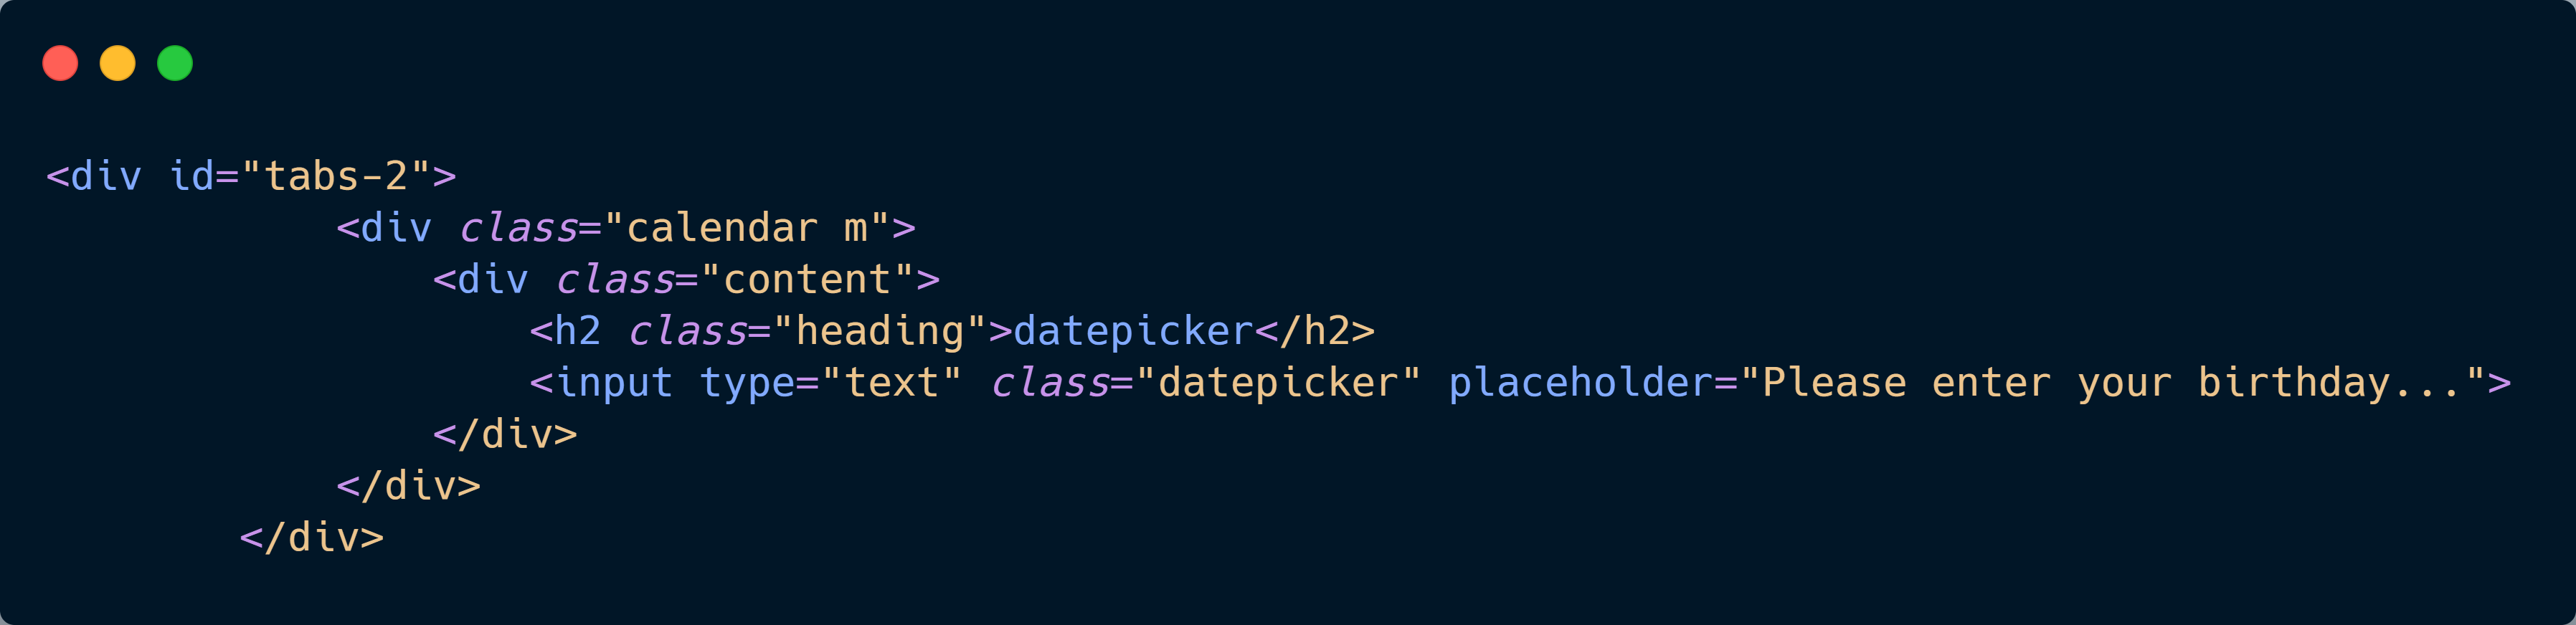 <div id="tabs-2">
            <div class="calendar m">
                <div class="content">
                    <h2 class="heading">datepicker</h2>
                    <input type="text" class="datepicker" placeholder="Please enter your birthday...">
                </div>
            </div>
        </div>